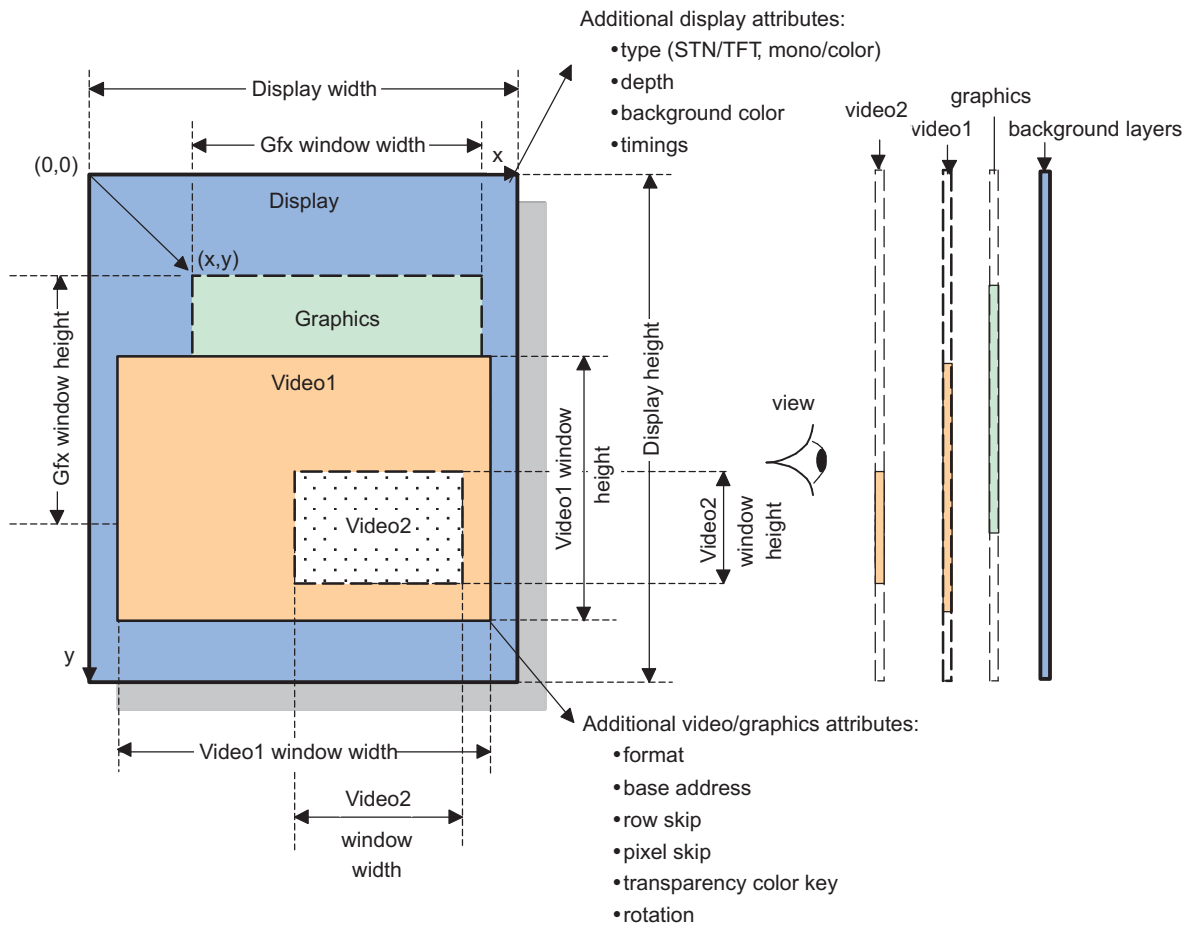 Additional display attributes:
•type (STN/TFT, mono/color)
•depth
•background color
•timings
Display width
Gfx window width
(0,0)
x
Display
(x,y)
Graphics
Gfx window height
Video1
Video2
Video1 window
height
Display height
Video2
window
height
y
Video1 window width
Video2
window
width
view
video2
video1
graphics
background layers
Additional video/graphics attributes:
•format
•base address
•row skip
•pixel skip
•transparency color key
•rotation